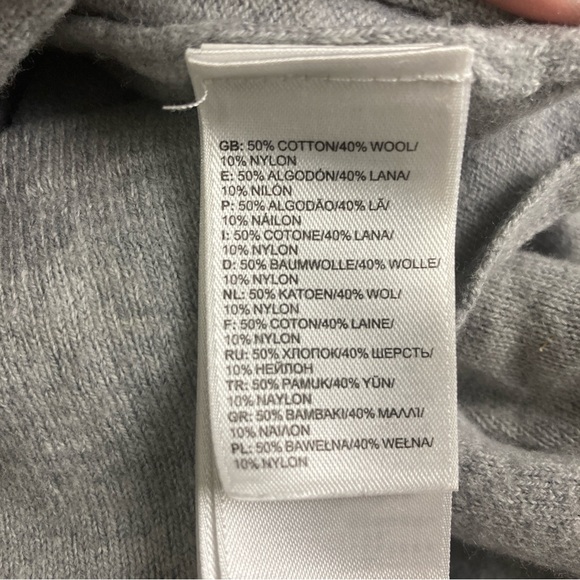 GB: 50% COTTON/40% WOOL/
10% NYLON
E: 50% ALGODÓN/40% LANA/
10% NILÓN
P: 50% ALGODÃO/40% LÃ/
10% NÁILON
I: 50% COTONE/40% LANA/
10% NYLON
D: 50% BAUMWOLLE/40% WOLLE/
10% NYLON
NL: 50% KATOEN/40% WOL/
10% NYLON
F: 50% COTON/40% LAINE/
10% NYLON
RU: 50% ХЛОПОК/40% ШЕРСТЬ/
10% НЕЙЛОН
TR: 50% PAMUK/40% YÜN/
10% NAYLON
GR: 50% ΒΑΜΒΑΚΙ/40% ΜΑΛΛΊ/
10% ΝΑΪΛΟΝ
PL: 50% BAWEŁNA/40% WEŁNA/
10% NYLON